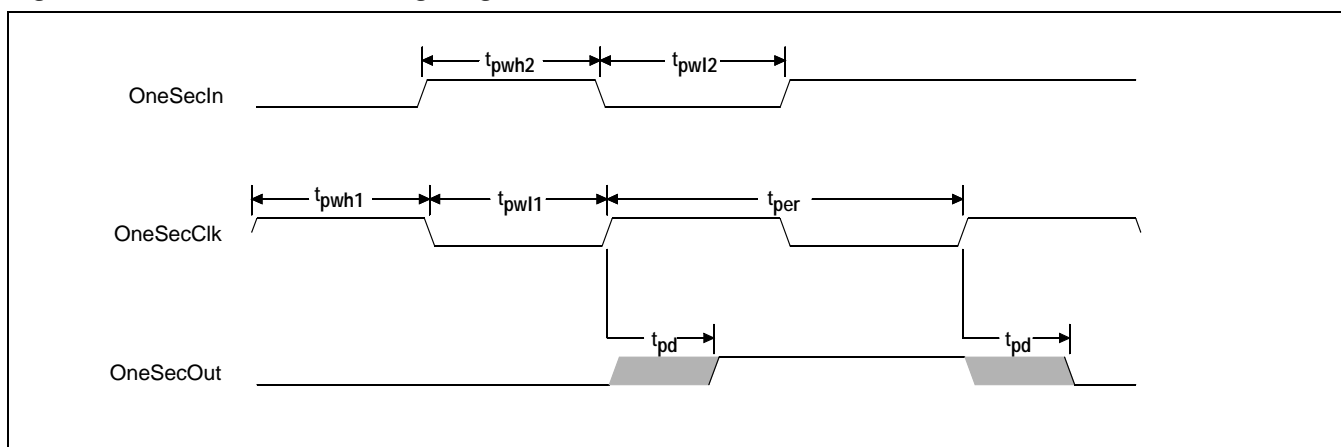 tpwh2
tpwl2
OneSecIn
tpwh1
tpwl1
tper
OneSecClk
tpd
tpd
OneSecOut